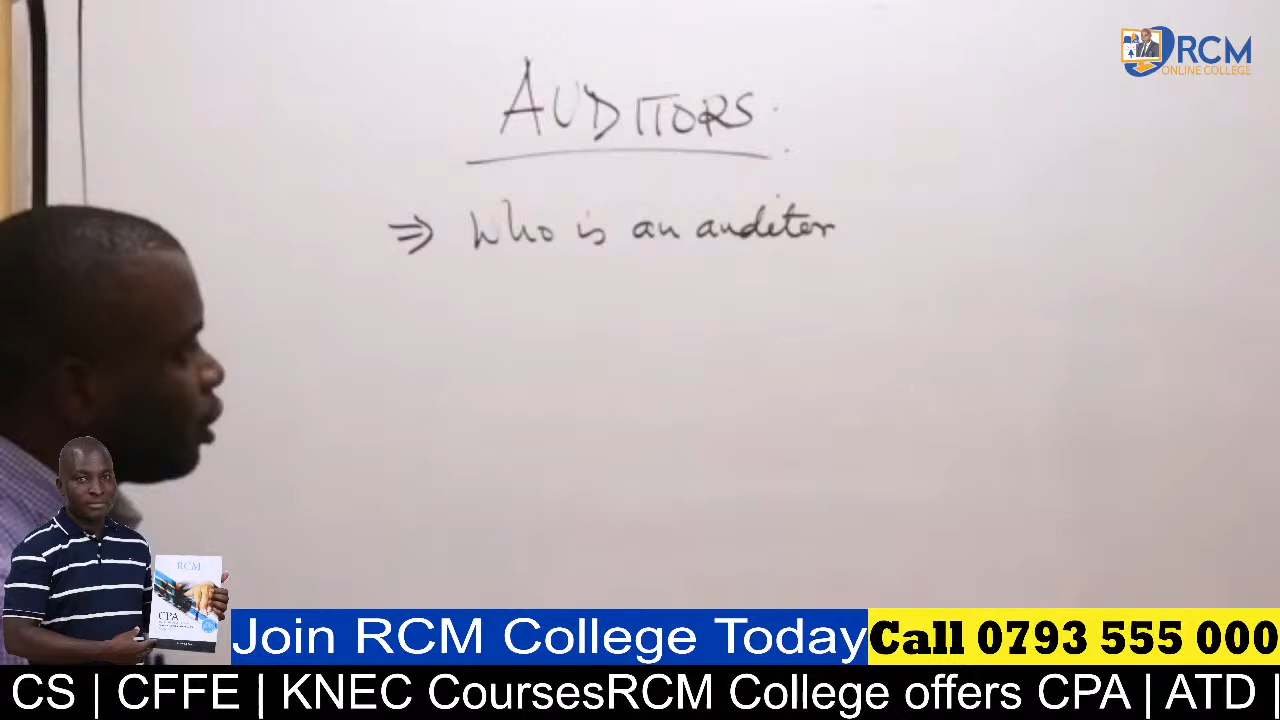 RCM
ONLINE COLLEGE
AUDITORS:
⇒ Who is an auditor
RCM
CPA
Join RCM College Today
Call 0793 555 000
CS | CFFE | KNEC CoursesRCM College offers CPA | ATD |